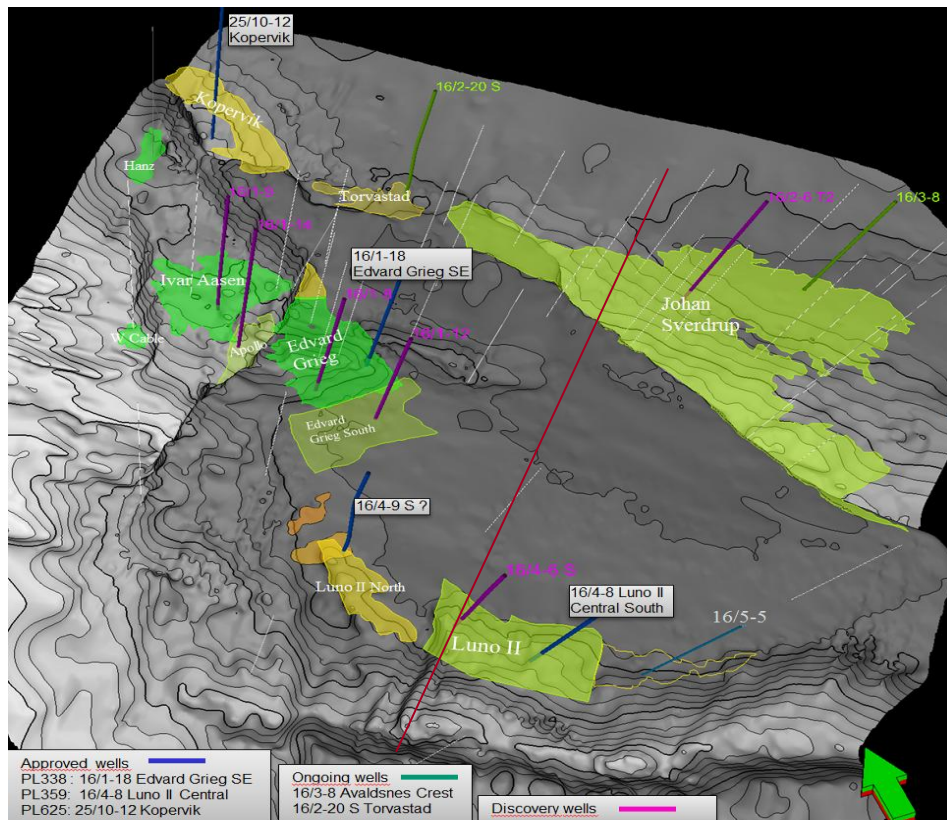 25/10-12
Kopervik
Kopervik
16/2-20 S
Hanz
Torvastad
16/2-6 T2
16/3-8
16/1-18
Edvard Grieg SE
Ivar Aasen
Johan
Sverdrup
W Cable
Apollo
Edvard
Grieg
Edvard
Grieg South
16/4-9 S ?
Luno II North
16/4-6 S
16/4-8 Luno II
Central South
16/5-5
Luno II
Approved wells
PL338 : 16/1-18 Edvard Grieg SE
PL359: 16/4-8 Luno II Central
PL625: 25/10-12 Kopervik
Ongoing wells
16/3-8 Avaldsnes Crest
16/2-20 S Torvastad
Discovery wells